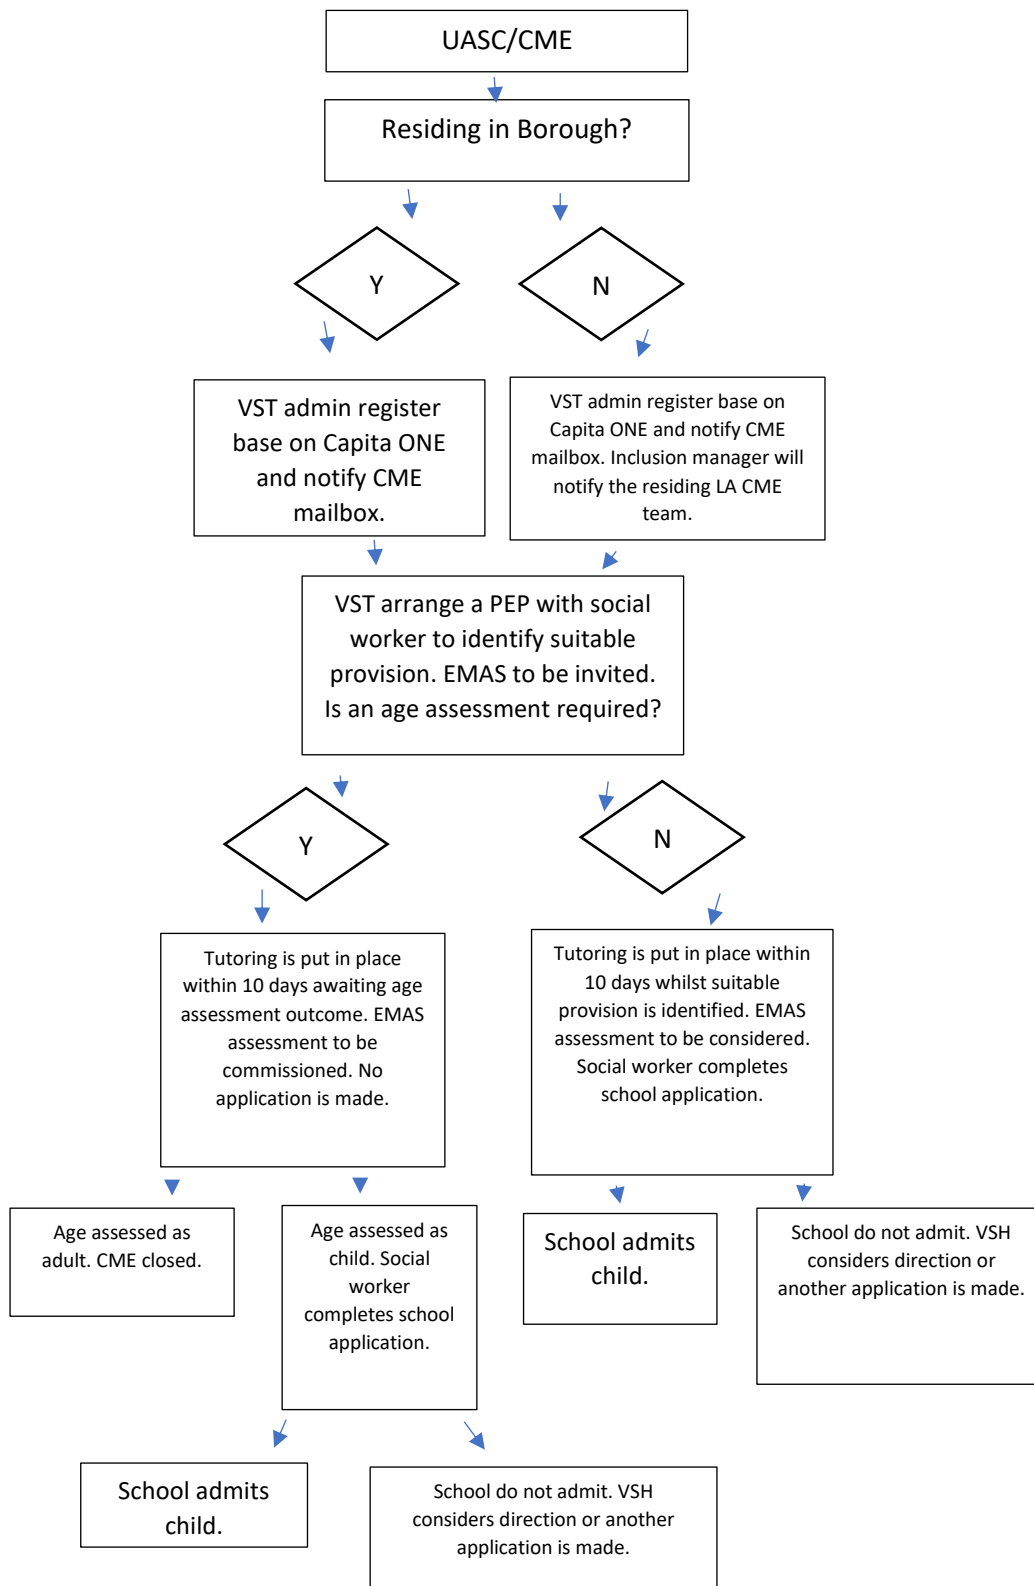 UASC/CME
Residing in Borough?
Y
N
VST admin register
base on Capita ONE
and notify CME
mailbox.
VST admin register base on
Capita ONE and notify CME
mailbox. Inclusion manager will
notify the residing LA CME
team.
VST arrange a PEP with social
worker to identify suitable
provision. EMAS to be invited.
Is an age assessment required?
Y
N
Tutoring is put in place
within 10 days awaiting age
assessment outcome. EMAS
assessment to be
commissioned. No
application is made.
Tutoring is put in place within
10 days whilst suitable
provision is identified. EMAS
assessment to be considered.
Social worker completes
school application.
Age assessed as
adult. CME closed.
Age assessed as
child. Social
worker
completes school
application.
School admits
child.
School do not admit. VSH
considers direction or
another application is made.
School admits
child.
School do not admit. VSH
considers direction or another
application is made.